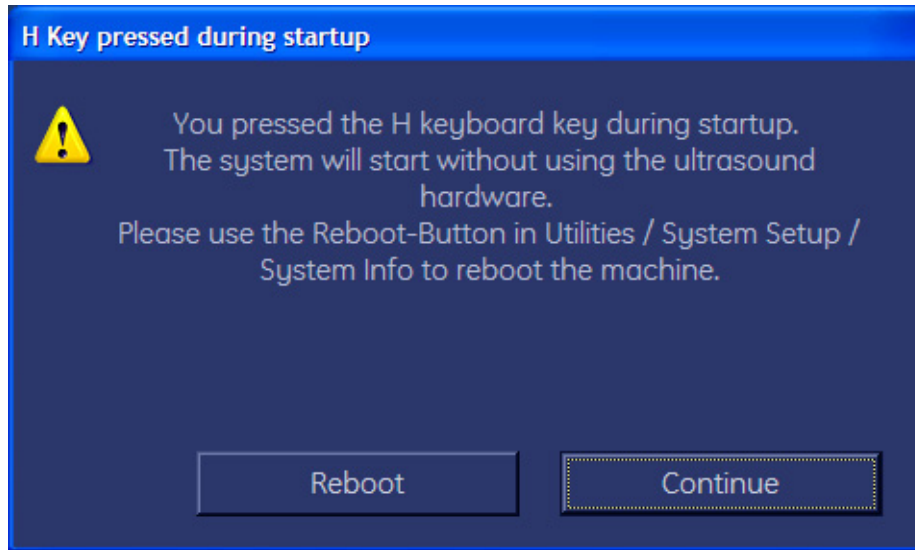 H Key pressed during startup
You pressed the H keyboard key during startup.
The system will start without using the ultrasound
hardware.
Please use the Reboot-Button in Utilities / System Setup /
System Info to reboot the machine.
Reboot
Continue